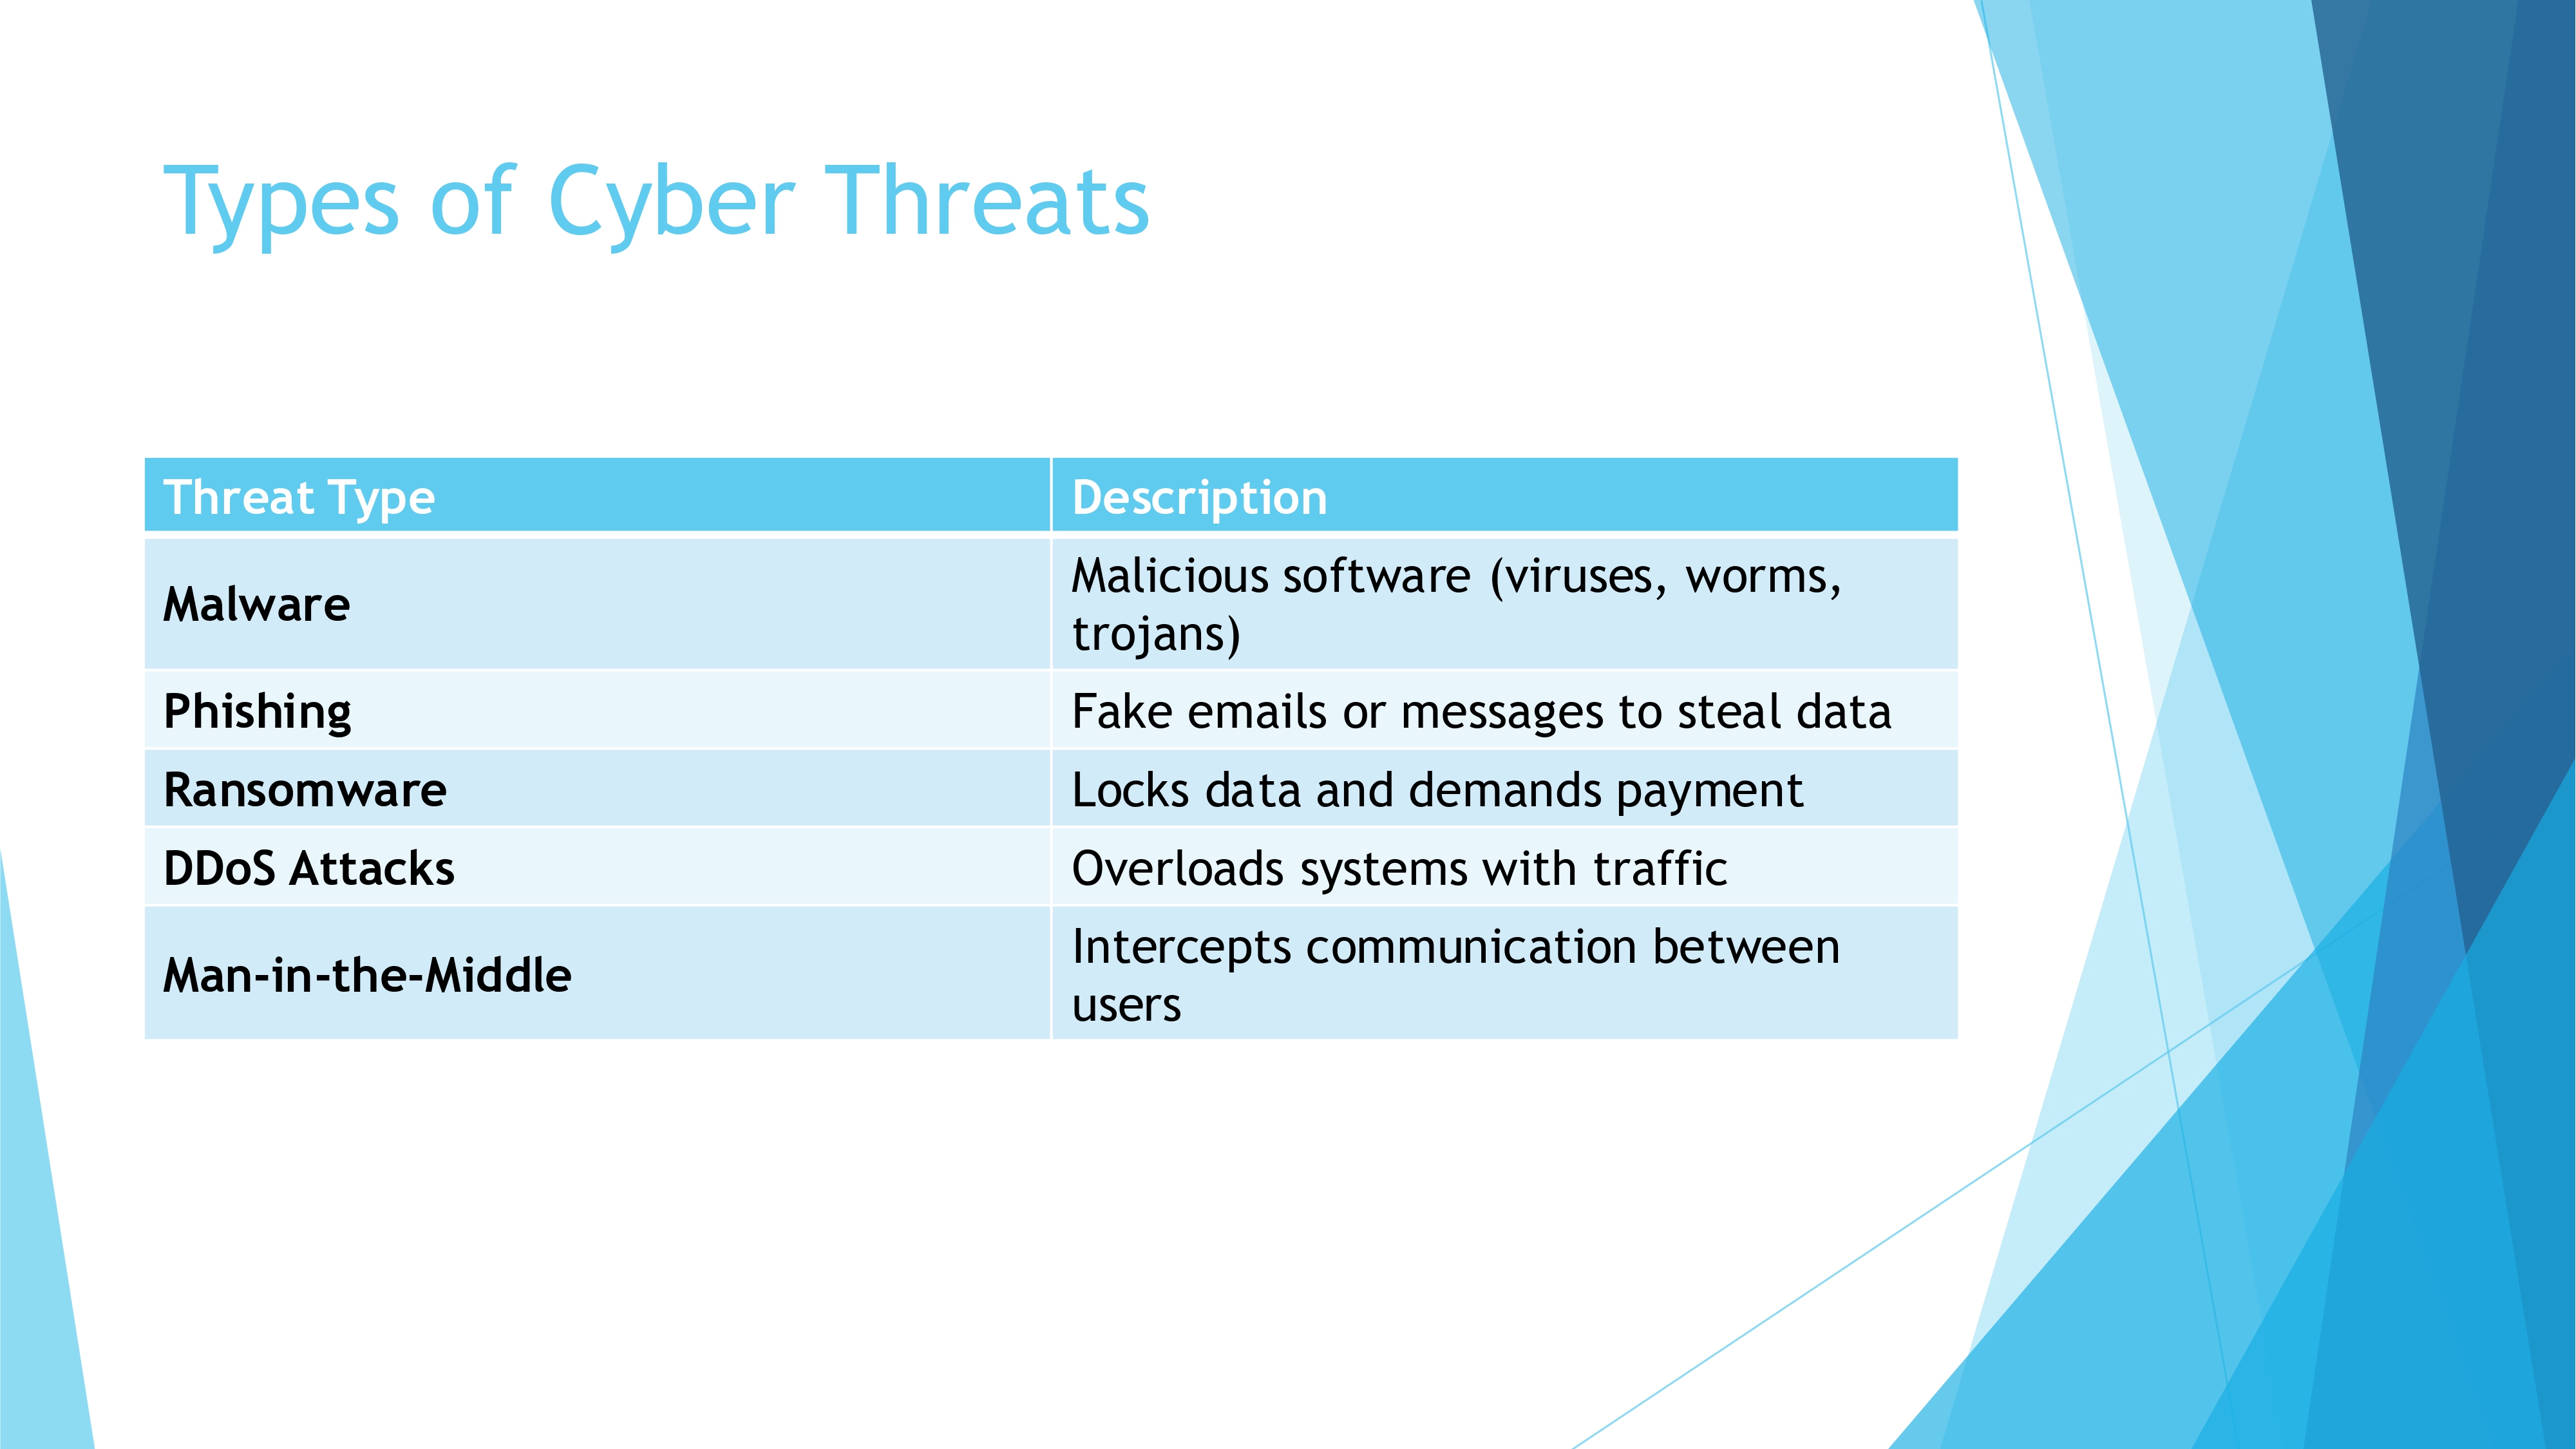 Types of Cyber Threats
Threat Type
Description
Malware
Malicious software (viruses, worms,
trojans)
Phishing
Fake emails or messages to steal data
Ransomware
Locks data and demands payment
DDoS Attacks
Overloads systems with traffic
Man-in-the-Middle
Intercepts communication between
users